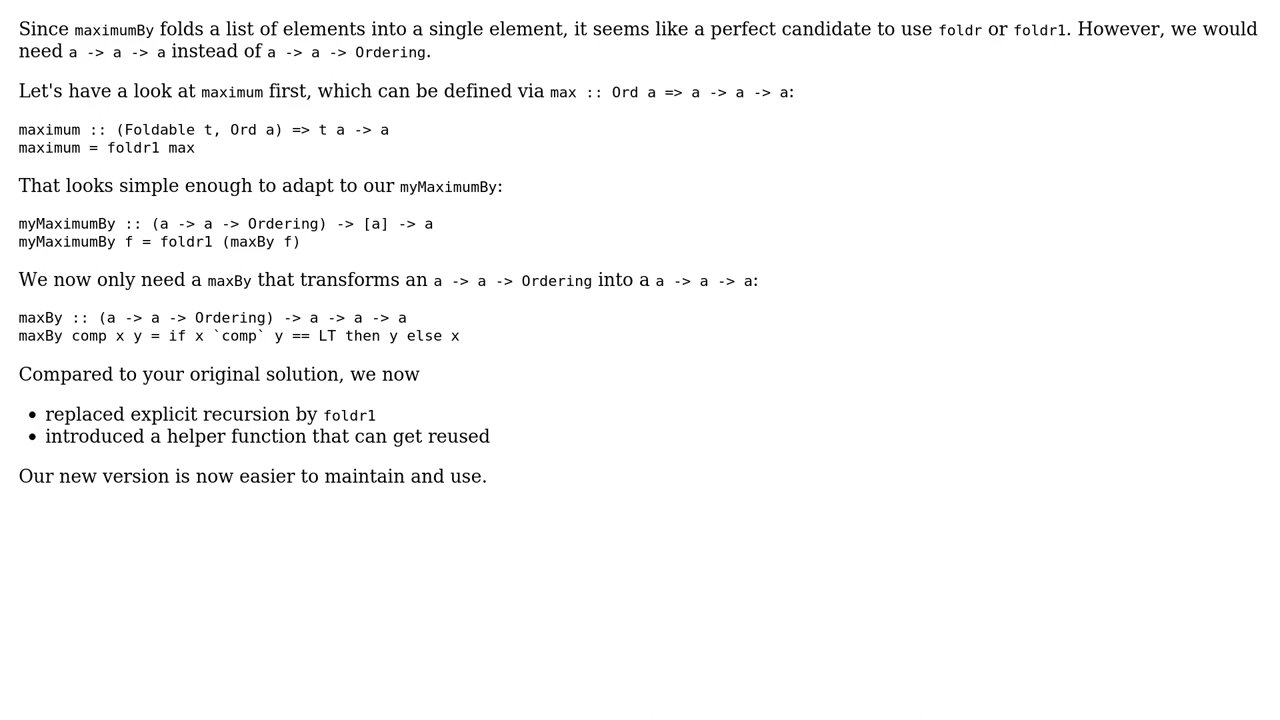 Since maximumBy folds a list of elements into a single element, it seems like a perfect candidate to use foldr or foldr1. However, we would
need a -> a -> a instead of a -> a -> Ordering.
Let's have a look at maximum first, which can be defined via max :: Ord a => a -> a -> a:
maximum :: (Foldable t, Ord a) => t a -> a
maximum = foldr1 max
That looks simple enough to adapt to our myMaximumBy:
myMaximumBy :: (a -> a -> Ordering) -> [a] -> a
myMaximumBy f = foldr1 (maxBy f)
We now only need a maxBy that transforms an a -> a -> Ordering into a a -> a -> a:
maxBy :: (a -> a -> Ordering) -> a -> a -> a
maxBy comp x y = if x `comp` y == LT then y else x
Compared to your original solution, we now
• replaced explicit recursion by foldr1
• introduced a helper function that can get reused
Our new version is now easier to maintain and use.